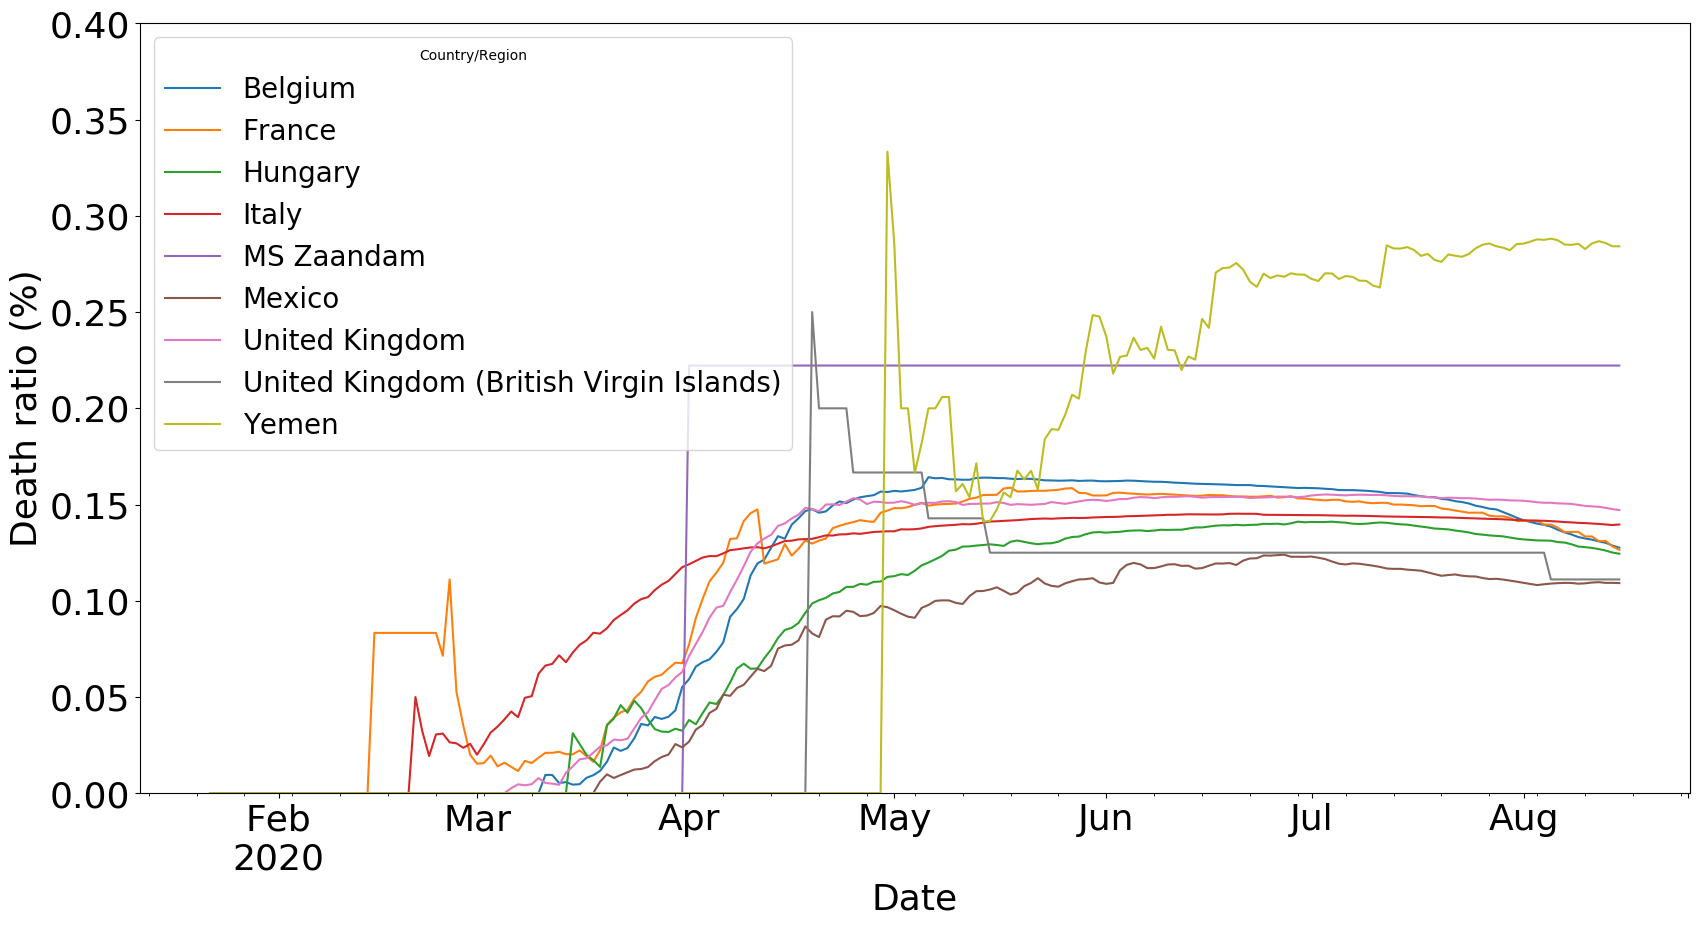 0.40
0.35
0.30
0.25
0.20
0.15
0.10
0.05
0.00
Death ratio (%)
Country/Region
Belgium
France
Hungary
Italy
MS Zaandam
Mexico
United Kingdom
United Kingdom (British Virgin Islands)
Yemen
Feb Mar Apr May Jun Jul Aug
2020
Date